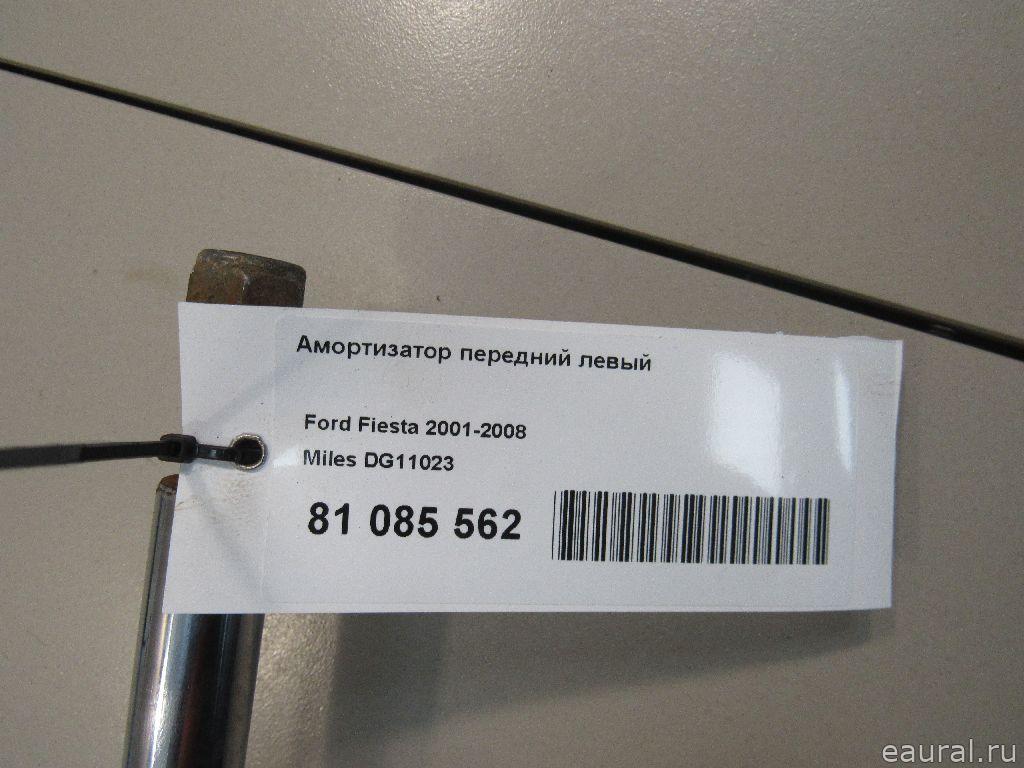 Амортизатор передний левый
Ford Fiesta 2001-2008
Miles DG11023
81 085 562
eaural.ru